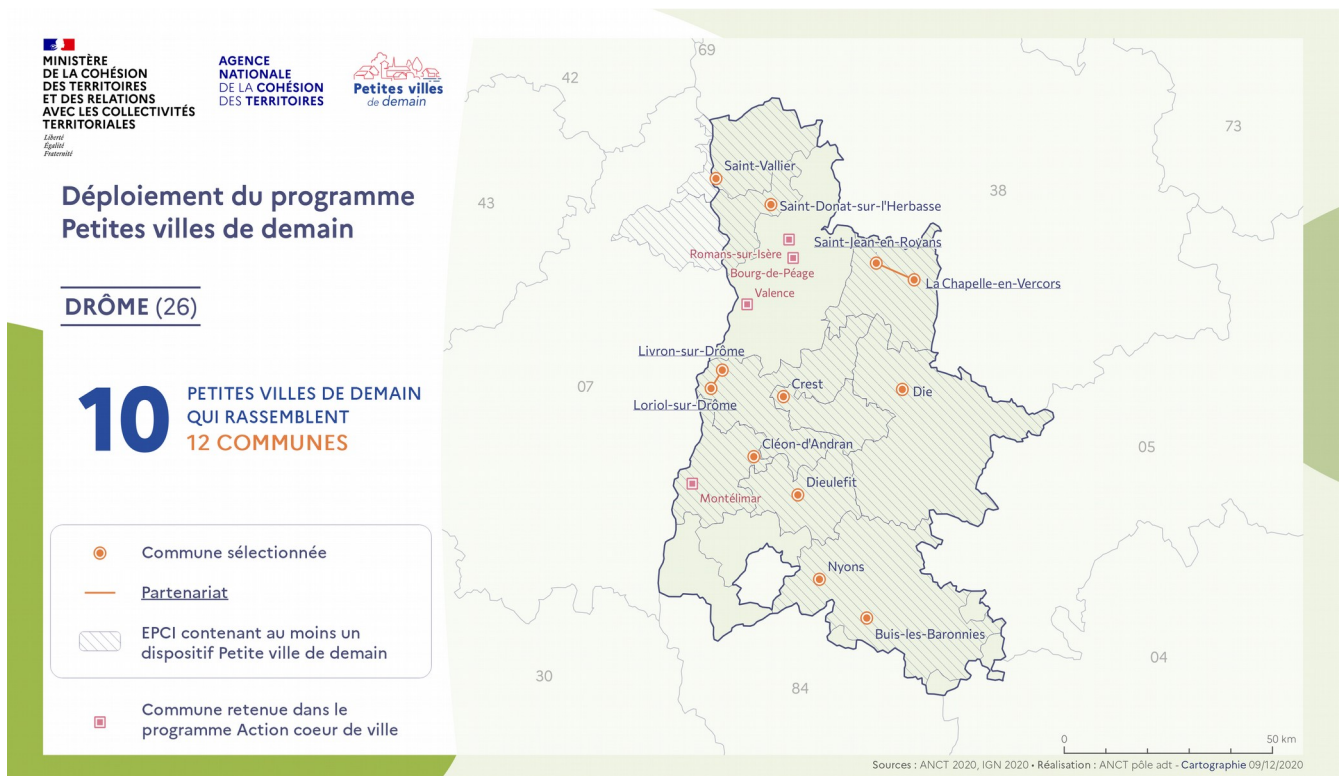 MINISTÈRE
DE LA COHÉSION
DES TERRITOIRES
ET DES RELATIONS
AVEC LES COLLECTIVITÉS
TERRITORIALES
Liberté
Égalité
Fraternité
AGENCE
NATIONALE
DE LA COHÉSION
DES TERRITOIRES
Petites villes
de demain
Déploiement du programme
Petites villes de demain
DRÔME (26)
10
PETITES VILLES DE DEMAIN
QUI RASSEMBLENT
12 COMMUNES
Commune sélectionnée
Partenariat
EPCI contenant au moins un
dispositif Petite ville de demain
Commune retenue dans le
programme Action coeur de ville
69
42
73
43
38
07
05
04
30
84
Saint-Vallier
Saint-Donat-sur-l'Herbasse
Saint-Jean-en-Royans
Romans-sur-Isère
Bourg-de-Péage
La Chapelle-en-Vercors
Valence
Livron-sur-Drôme
Crest
Die
Loriol-sur-Drôme
Cléon-d'Andran
Dieulefit
Montélimar
Nyons
Buis-les-Baronnies
0
50 km
Sources : ANCT 2020, IGN 2020 • Réalisation : ANCT pôle adt - Cartographie 09/12/2020